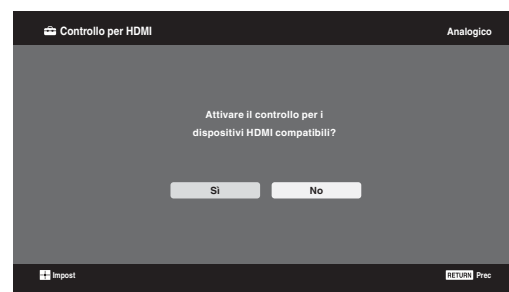 Controllo per HDMI
Analogico
Attivare il controllo per i
dispositivi HDMI compatibili?
Sì
No
Impost
RETURN Prec